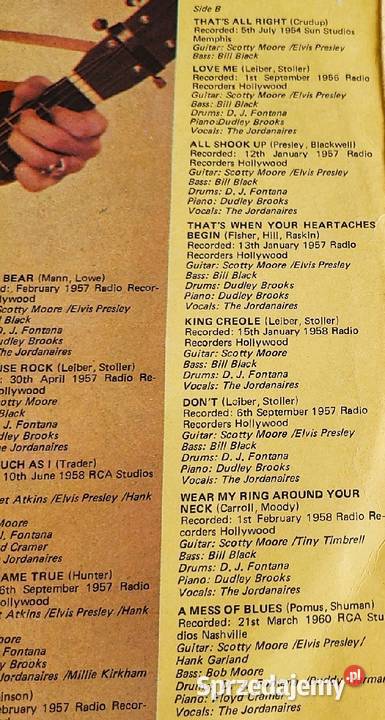 BEAR (Mann, Lowe)
February 1957 Radio Recor-
lywood
Scotty Moore /Elvis Presley
Black
D. J. Fontana
Dudley Brooks
The Jordanaires
USE ROCK (Leiber, Stoller)
: 30th April 1957 Radio Re-
ollywood
otty Moore
Black
J. Fontana
dley Brooks
e Jordanaires
UCH AS I (Trader)
10th June 1958 RCA Studios
et Atkins /Elvis Presley /Hank
Moore
J. Fontana
d Cramer
e Jordanaires
AME TRUE (Hunter)
6th September 1957 Radio
Hollywood
t Atkins /Elvis Presley /Hank
oore
Fontana
y Brooks
Jordanaires /Millie Kirkham
inson)
ebruary 1957 Radio Recor-
Side B
THAT'S ALL RIGHT (Crudup)
Recorded: 5th July 1954 Sun Studios
Memphis
Guitar: Scotty Moore /Elvis Presley
Bass: Bill Black
LOVE ME (Leiber, Stoller)
Recorded: 1st September 1956 Radio
Recorders Hollywood
Guitar: Scotty Moore /Elvis Presley
Bass: Bill Black
Drums: D. J. Fontana
Piano:Dudley Brooks
Vocals: The Jordanaires
ALL SHOOK UP (Presley, Blackwell)
Recorded: 12th January 1957 Radio
Recorders Hollywood
Guitar: Scotty Moore /Elvis Presley
Bass: Bill Black
Drums: D. J. Fontana
Piano: Dudley Brooks
Vocals: The Jordanaires
THAT'S WHEN YOUR HEARTACHES
BEGIN (Fisher, Hill, Raskin)
Recorded: 13th January 1957 Radio
Recorders Hollywood
Guitar: Scotty Moore /Elvis Presley
Bass: Bill Black
Drums: Dudley Brooks
Piano: Dudley Brooks
Vocals: The Jordanaires
KING CREOLE (Leiber, Stoller)
Recorded: 15th January 1958 Radio
Recorders Hollywood
Guitar: Scotty Moore
Bass: Bill Black
Drums: D. J. Fontana
Vocals: The Jordanaires
DON'T (Leiber, Stoller)
Recorded: 6th September 1957 Radio
Recorders Hollywood
Guitar: Scotty Moore /Elvis Presley
Bass: Bill Black
Drums: D. J. Fontana
Piano: Dudley Brooks
Vocals: The Jordanaires
WEAR MY RING AROUND YOUR
NECK (Carroll, Moody)
Recorded: 1st February 1958 Radio Re-
corders Hollywood
Guitar: Scotty Moore /Tiny Timbrell
Bass: Bill Black
Drums: D. J. Fontana
Piano: Dudley Brooks
Vocals: The Jordanaires
A MESS OF BLUES (Pomus, Shuman)
Recorded: 21st March 1960 RCA Stu
dios Nashville
Guitar: Scotty Moore /Elvis Presley/
Hank Garland
Bass: Bob Moore
Piano: Floyd Cramer
Vocals: The Jordanaires
Sprzedajemy.pl